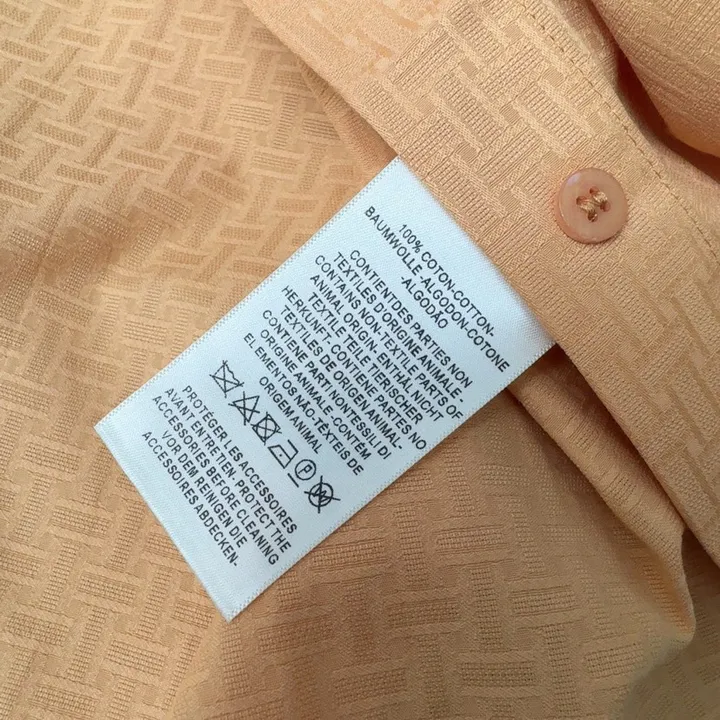 100% COTON-COTTON-
BAUMWOLLE-ALGODON-COTONE
-ALGODÃO
CONTIENTDES PARTIES NON
TEXTILES D'ORIGINE ANIMALE-
CONTAINS NON-TEXTILE PARTS OF
ANIMAL ORIGIN- ENTHÄL NICHT
TEXTILE TEILE TIERISCHER
HERKUNFT- CONTIENE PARTES NO
TEXTILES DE ORIGEN ANIMAL-
CONTIENE PARTI NONTESSILI DI
ORIGINE ANIMALE -CONTÉM
ELEMENTOS NÃO-TÊXTEIS DE
ORIGEM ANIMAL
P
W
PROTÉGER LES ACCESSOIRES
AVANT ENTRETIEN- PROTECT THE
ACCESSORIES BEFORE CLEANING
VOR DEM REINIGEN DIE
ACCESSOIRES ABDECKEN-